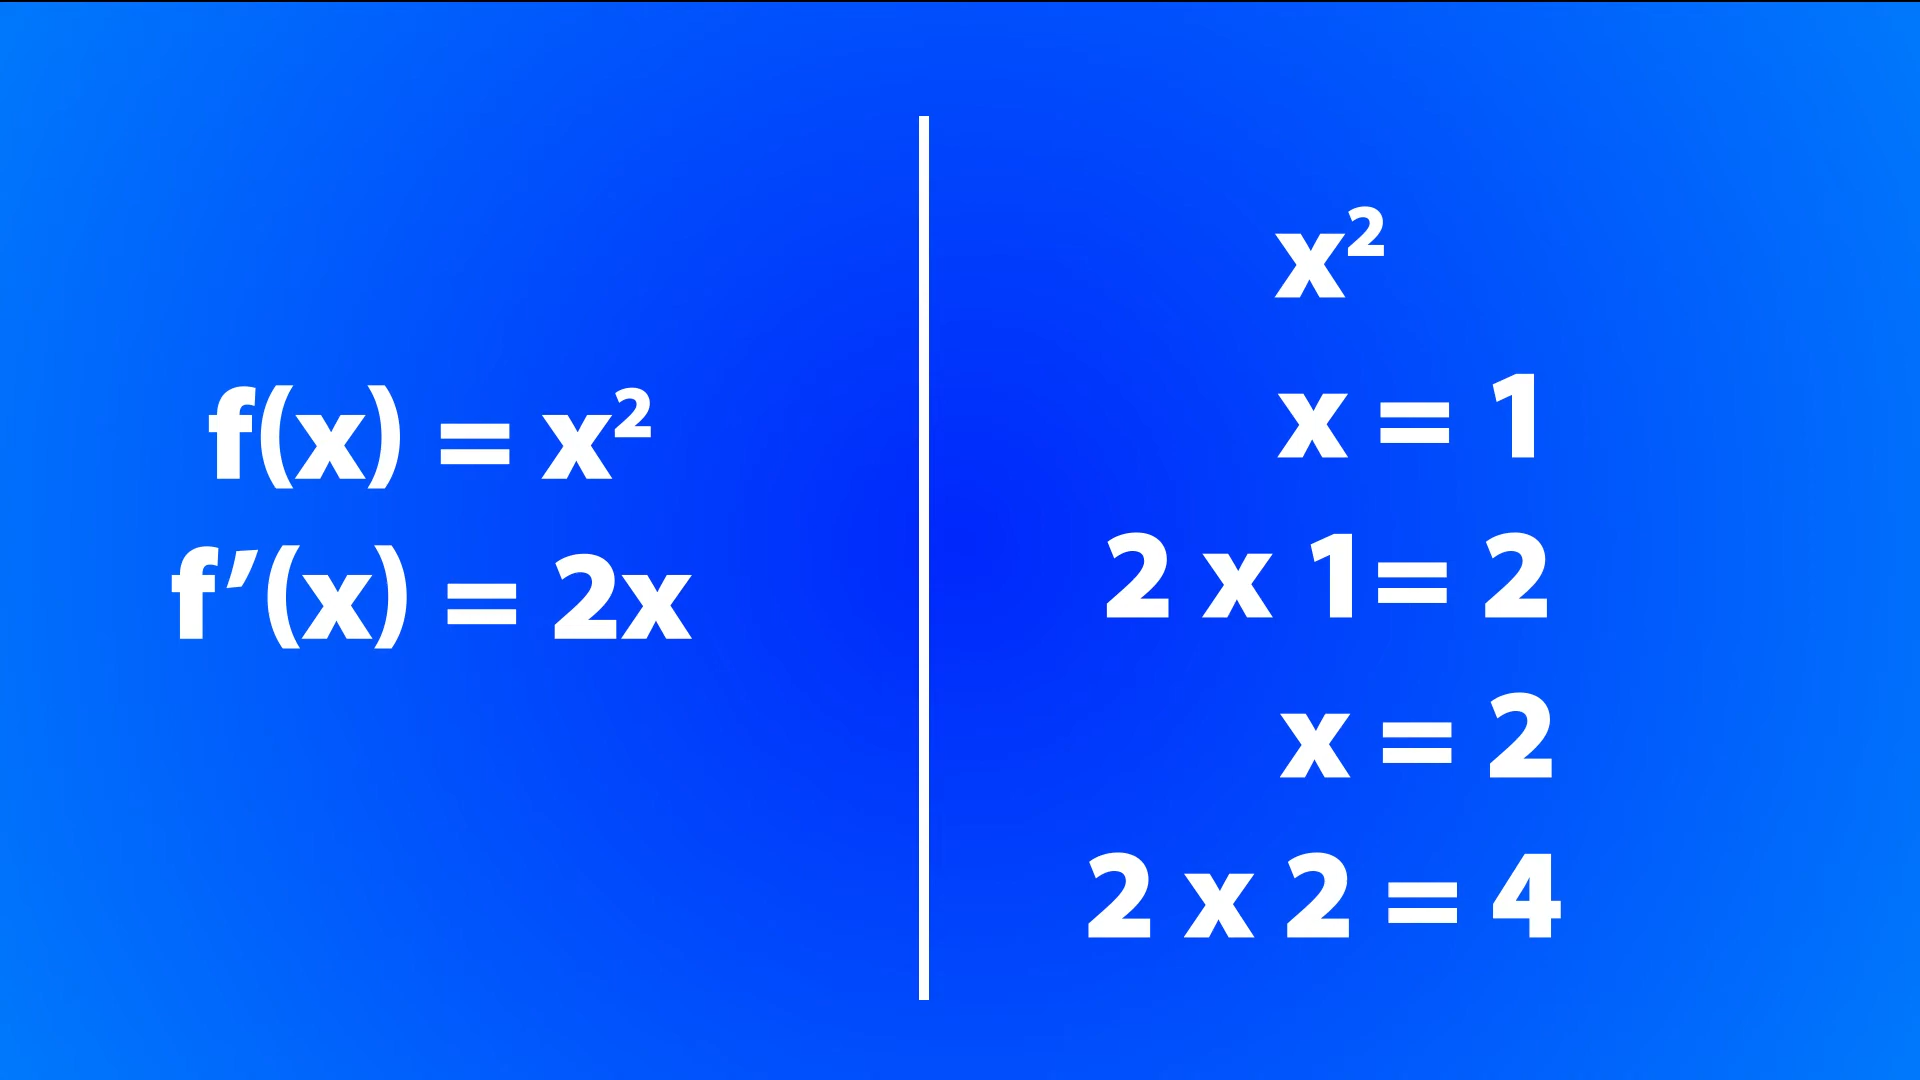 f(x) = x²
f′(x) = 2x
x²
x = 1
2 x 1= 2
x = 2
2 x 2 = 4